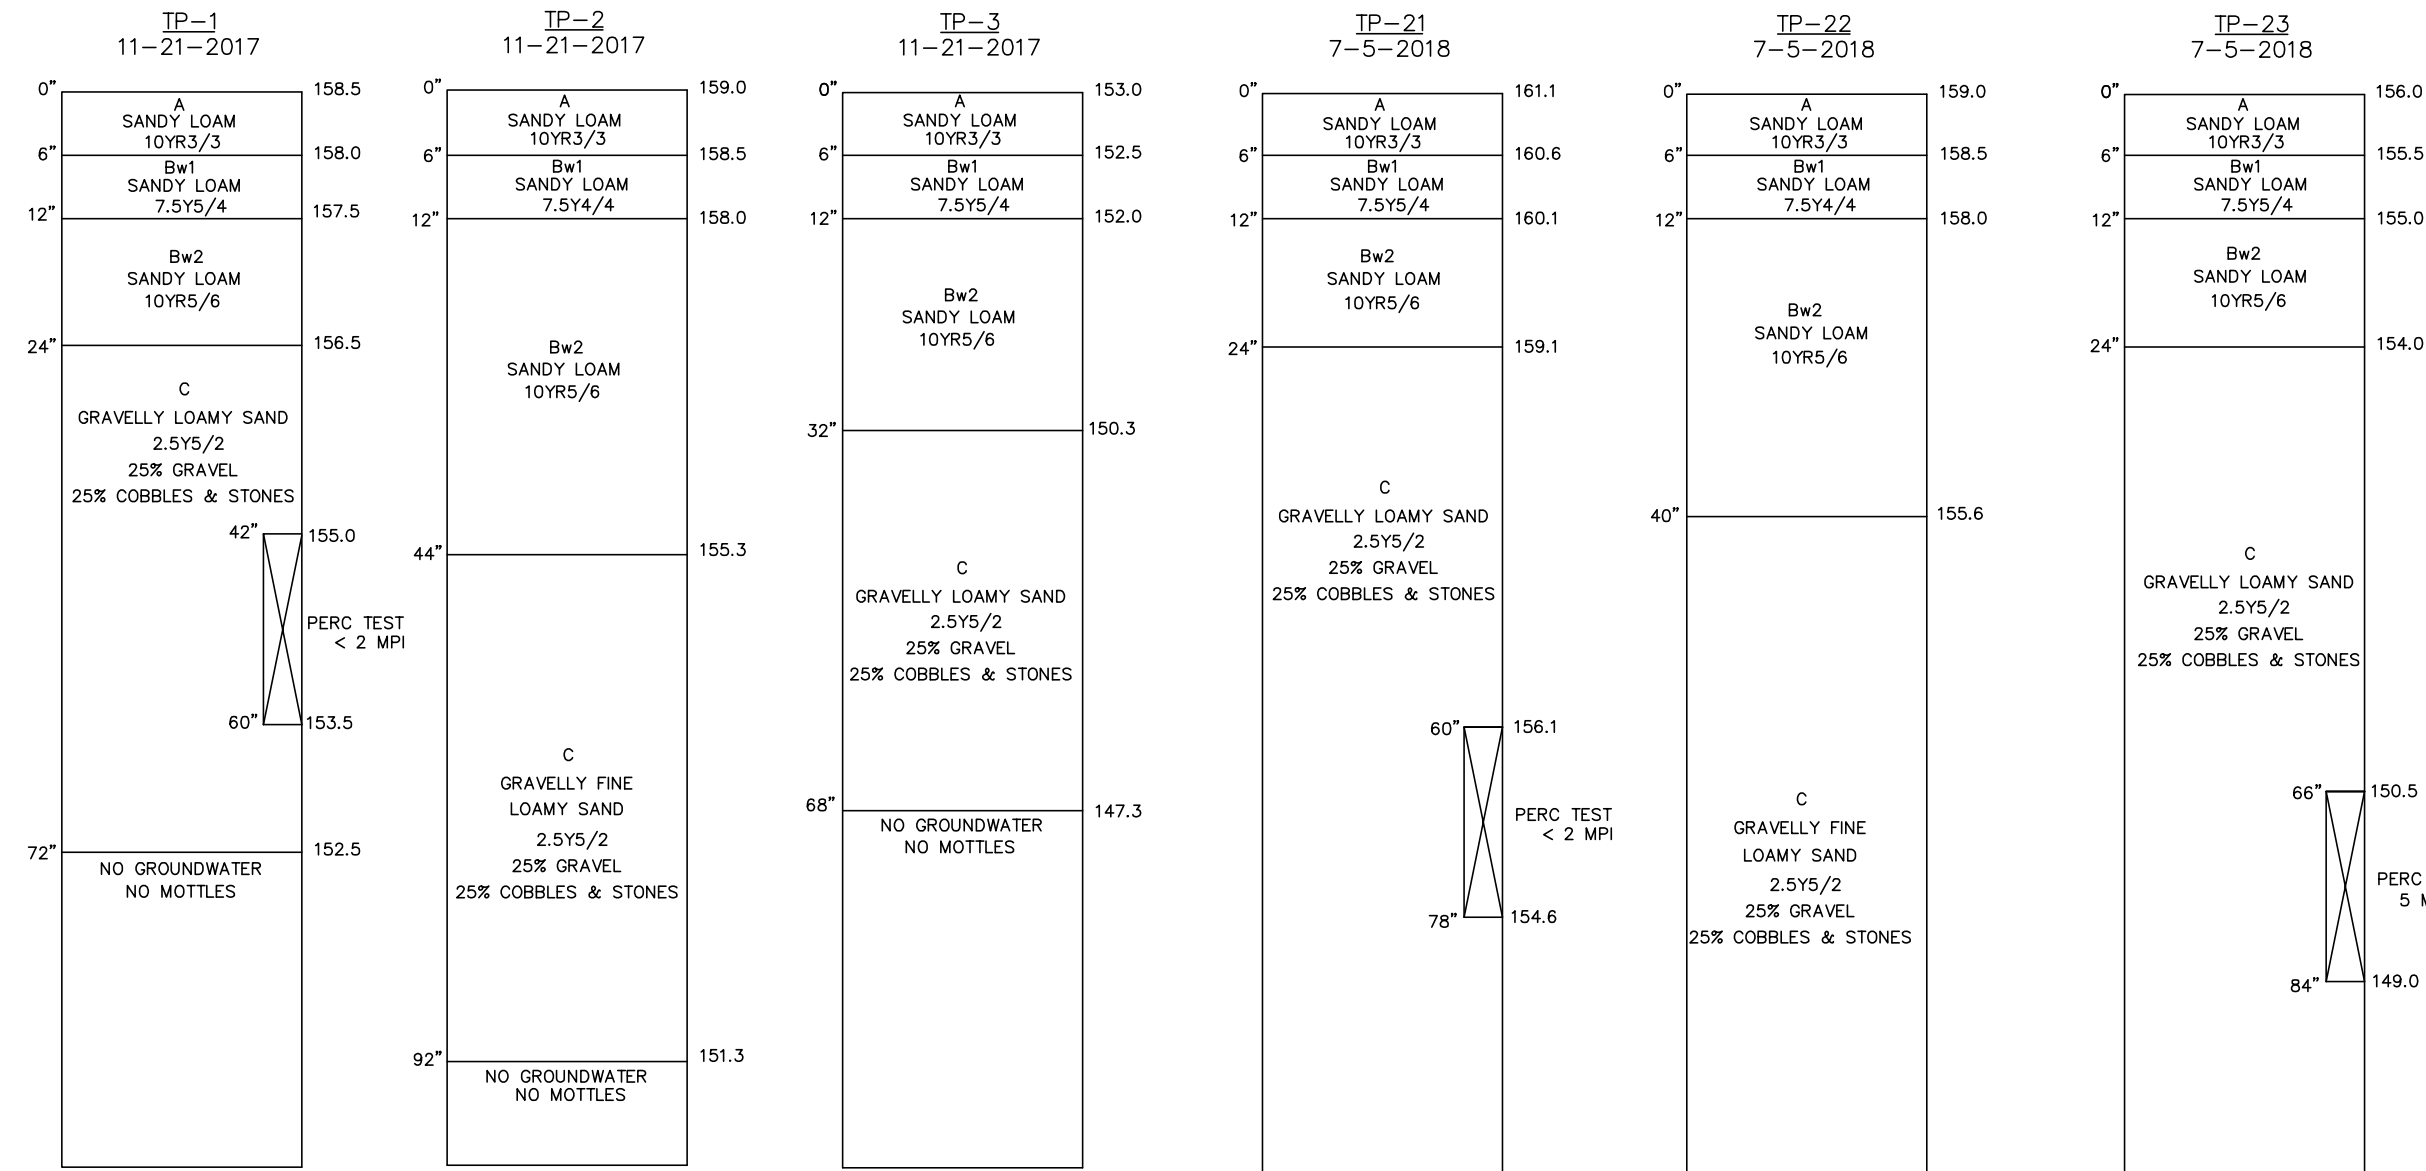 TP-1
11-21-2017
0" 158.5
A
SANDY LOAM
10YR3/3
6" 158.0
Bw1
SANDY LOAM
7.5Y5/4
12" 157.5
Bw2
SANDY LOAM
10YR5/6
24" 156.5
C
GRAVELLY LOAMY SAND
2.5Y5/2
25% GRAVEL
25% COBBLES & STONES
42" 155.0
PERC TEST
< 2 MPI
60" 153.5
72" 152.5
NO GROUNDWATER
NO MOTTLES
TP-2
11-21-2017
0" 159.0
A
SANDY LOAM
10YR3/3
6" 158.5
Bw1
SANDY LOAM
7.5Y4/4
12" 158.0
Bw2
SANDY LOAM
10YR5/6
44" 155.3
C
GRAVELLY FINE
LOAMY SAND
2.5Y5/2
25% GRAVEL
25% COBBLES & STONES
92" 151.3
NO GROUNDWATER
NO MOTTLES
TP-3
11-21-2017
0" 153.0
A
SANDY LOAM
10YR3/3
6" 152.5
Bw1
SANDY LOAM
7.5Y5/4
12" 152.0
Bw2
SANDY LOAM
10YR5/6
32" 150.3
C
GRAVELLY LOAMY SAND
2.5Y5/2
25% GRAVEL
25% COBBLES & STONES
68" 147.3
NO GROUNDWATER
NO MOTTLES
TP-21
7-5-2018
0" 161.1
A
SANDY LOAM
10YR3/3
6" 160.6
Bw1
SANDY LOAM
7.5Y5/4
12" 160.1
Bw2
SANDY LOAM
10YR5/6
24" 159.1
C
GRAVELLY LOAMY SAND
2.5Y5/2
25% GRAVEL
25% COBBLES & STONES
60" 156.1
PERC TEST
< 2 MPI
78" 154.6
TP-22
7-5-2018
0" 159.0
A
SANDY LOAM
10YR3/3
6" 158.5
Bw1
SANDY LOAM
7.5Y4/4
12" 158.0
Bw2
SANDY LOAM
10YR5/6
40" 155.6
C
GRAVELLY FINE
LOAMY SAND
2.5Y5/2
25% GRAVEL
25% COBBLES & STONES
TP-23
7-5-2018
0" 156.0
A
SANDY LOAM
10YR3/3
6" 155.5
Bw1
SANDY LOAM
7.5Y5/4
12" 155.0
Bw2
SANDY LOAM
10YR5/6
24" 154.0
C
GRAVELLY LOAMY SAND
2.5Y5/2
25% GRAVEL
25% COBBLES & STONES
66" 150.5
PERC
5
84" 149.0